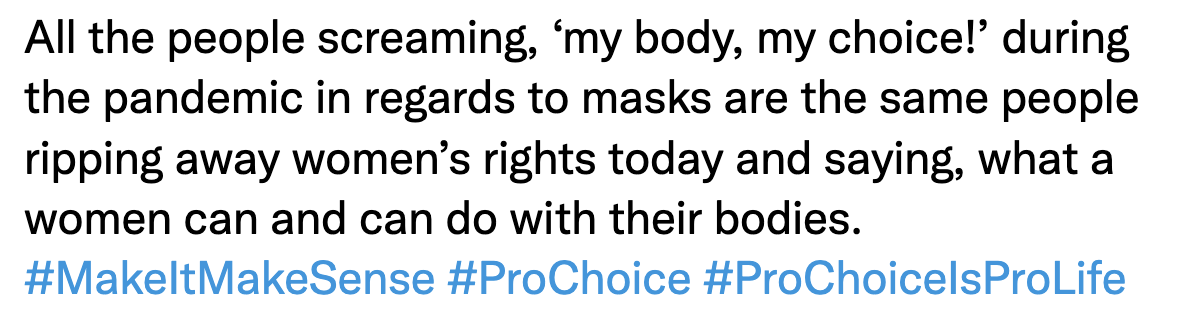 All the people screaming, ‘my body, my choice!’ during
the pandemic in regards to masks are the same people
ripping away women’s rights today and saying, what a
women can and can do with their bodies.
#MakeItMakeSense #ProChoice #ProChoiceIsProLife